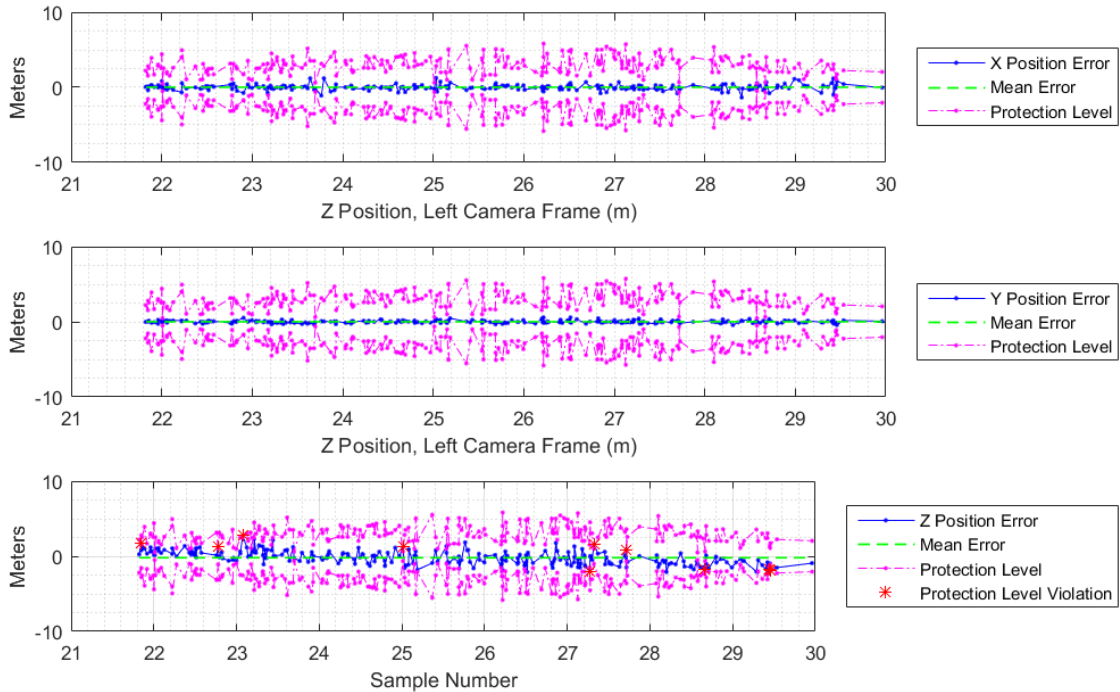 10
0
-10
Meters
21 22 23 24 25 26 27 28 29 30
Z Position, Left Camera Frame (m)
X Position Error
Mean Error
Protection Level
10
0
-10
Meters
21 22 23 24 25 26 27 28 29 30
Z Position, Left Camera Frame (m)
Y Position Error
Mean Error
Protection Level
10
0
-10
Meters
21 22 23 24 25 26 27 28 29 30
Sample Number
Z Position Error
Mean Error
Protection Level
Protection Level Violation